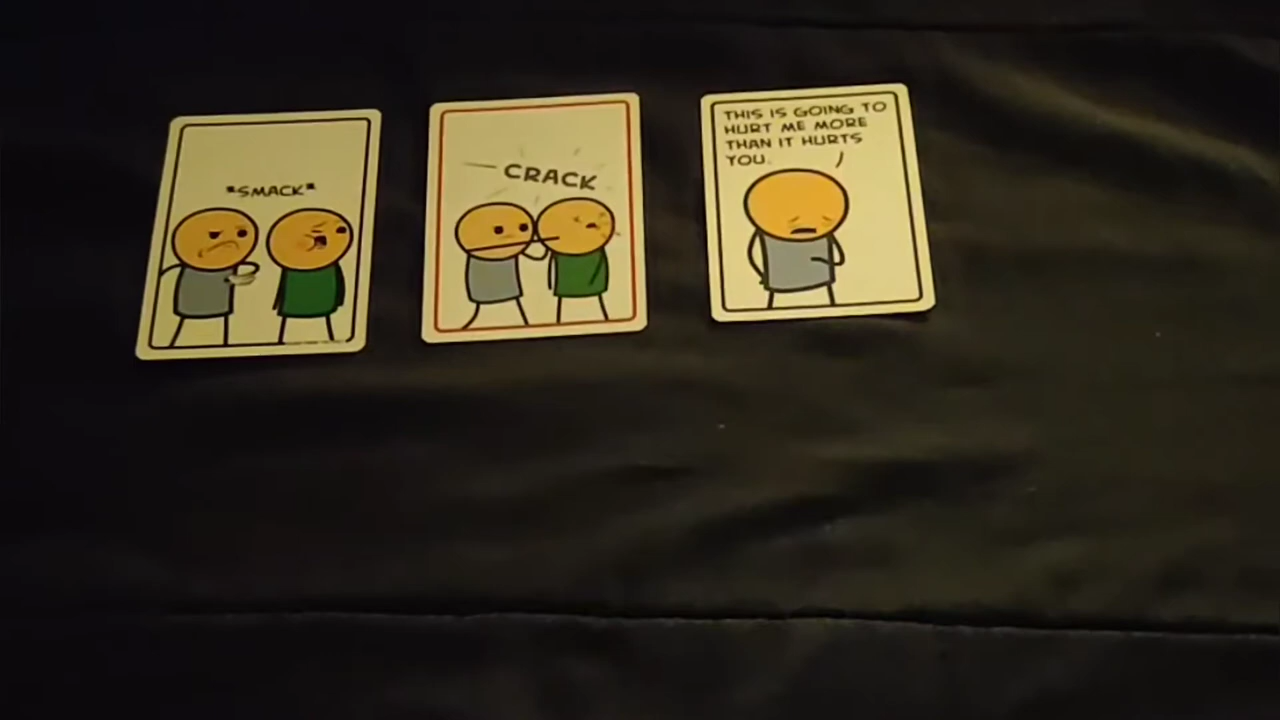 *SMACK*
CRACK
THIS IS GOING TO
HURT ME MORE
THAN IT HURTS
YOU.